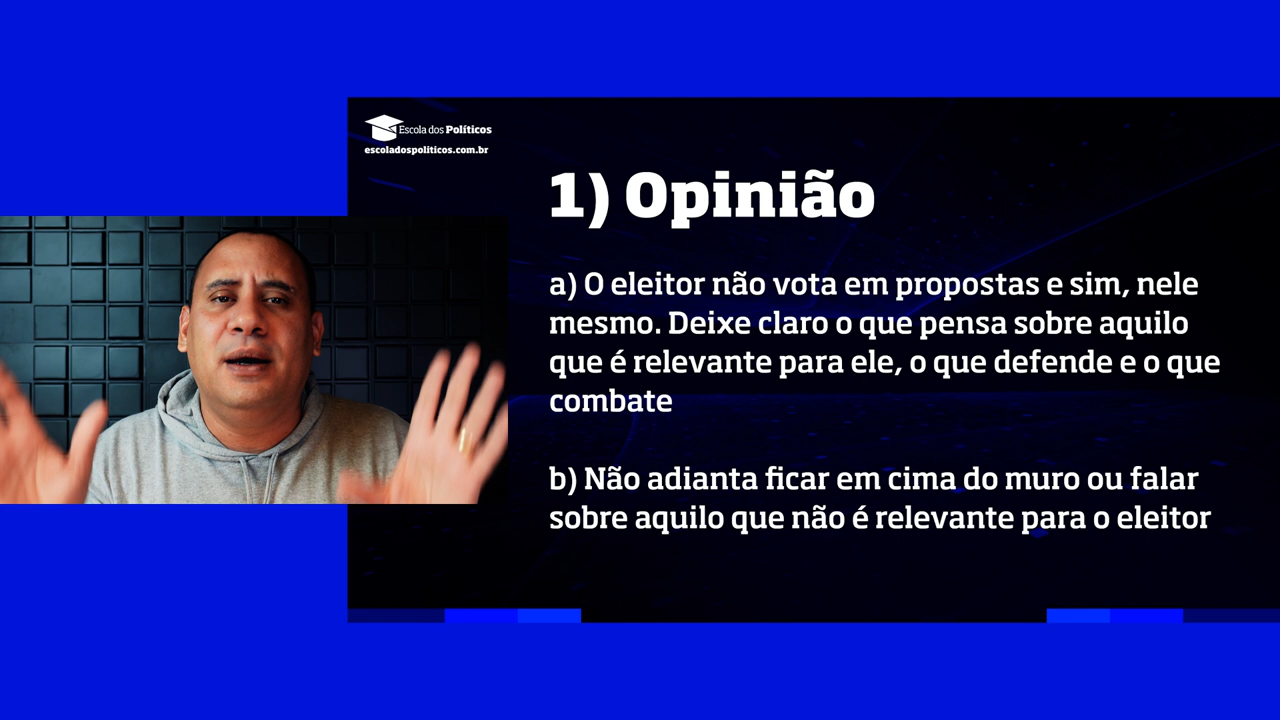 Escola dos Políticos
escoladospoliticos.com.br
1) Opinião
a) O eleitor não vota em propostas e sim, nele
mesmo. Deixe claro o que pensa sobre aquilo
que é relevante para ele, o que defende e o que
combate
b) Não adianta ficar em cima do muro ou falar
sobre aquilo que não é relevante para o eleitor